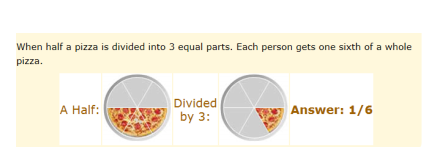 When half a pizza is divided into 3 equal parts. Each person gets one sixth of a whole
pizza.
A Half: Divided by 3: Answer: 1/6